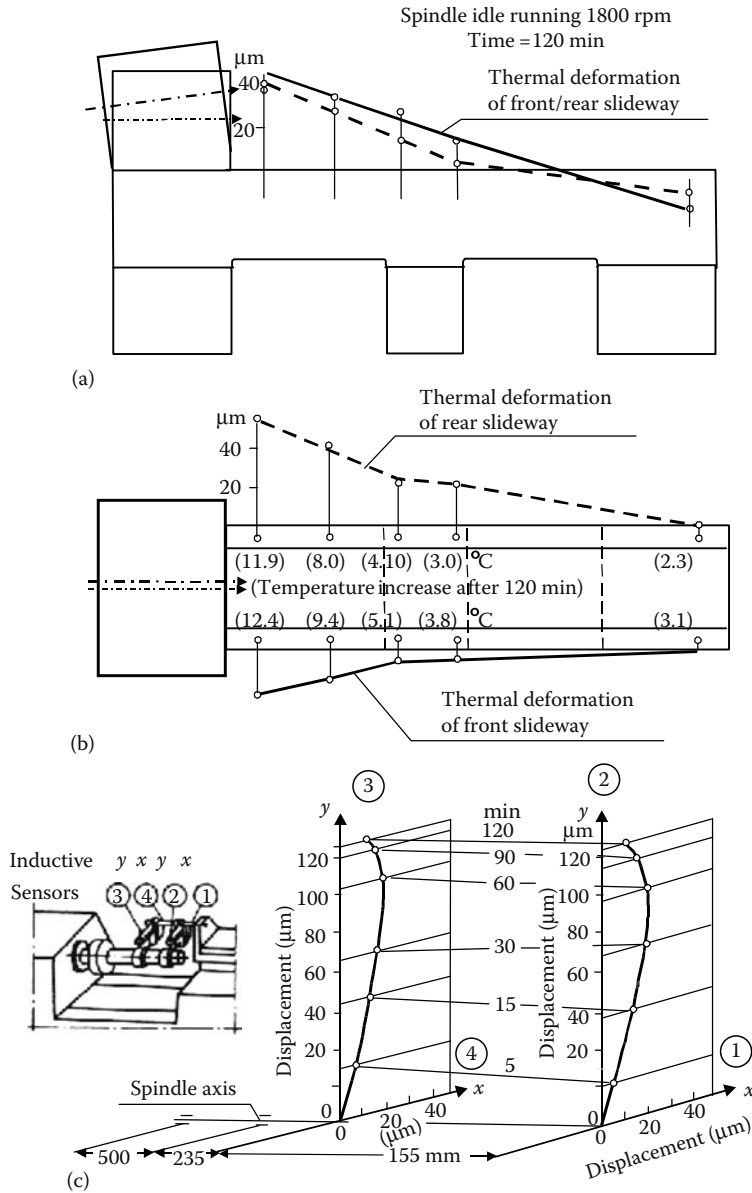 Spindle idle running 1800 rpm
Time =120 min
μm
40
20
Thermal deformation
of front/rear slideway
(a)
Thermal deformation
of rear slideway
μm
40
20
(11.9) (8.0) (4.10) (3.0) °C (2.3)
(Temperature increase after 120 min)
(12.4) (9.4) (5.1) (3.8) °C (3.1)
Thermal deformation
of front slideway
(b)
Inductive y x y x
Sensors 3 4 2 1
3
y
120
100
80
60
40
20
0
Displacement (μm)
4
x
0 20 40
(μm)
min
120
90
60
30
15
5
2
y
μm
120
100
80
60
40
20
0
Displacement (μm)
1
x
0 20 40
Displacement (μm)
Spindle axis
500 235 155 mm
(c)